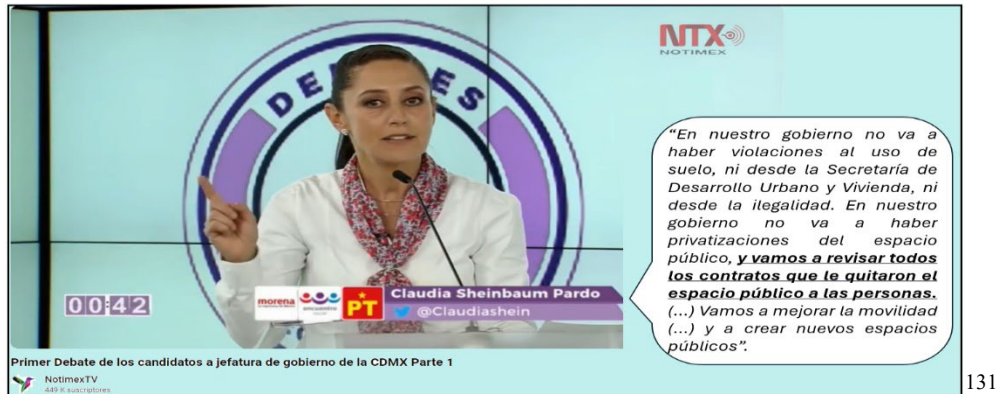 NTX
NOTIMEX
DEBATES
“En nuestro gobierno no va a
haber violaciones al uso de
suelo, ni desde la Secretaría de
Desarrollo Urbano y Vivienda, ni
desde la ilegalidad. En nuestro
gobierno no va a haber
privatizaciones del espacio
público, y vamos a revisar todos
los contratos que le quitaron el
espacio público a las personas.
(...) Vamos a mejorar la movilidad
(...) y a crear nuevos espacios
públicos”.
00:42
morena
encuentro
PT
Claudia Sheinbaum Pardo
@Claudiashein
Primer Debate de los candidatos a jefatura de gobierno de la CDMX Parte 1
NotimexTV
449 K suscriptores
131